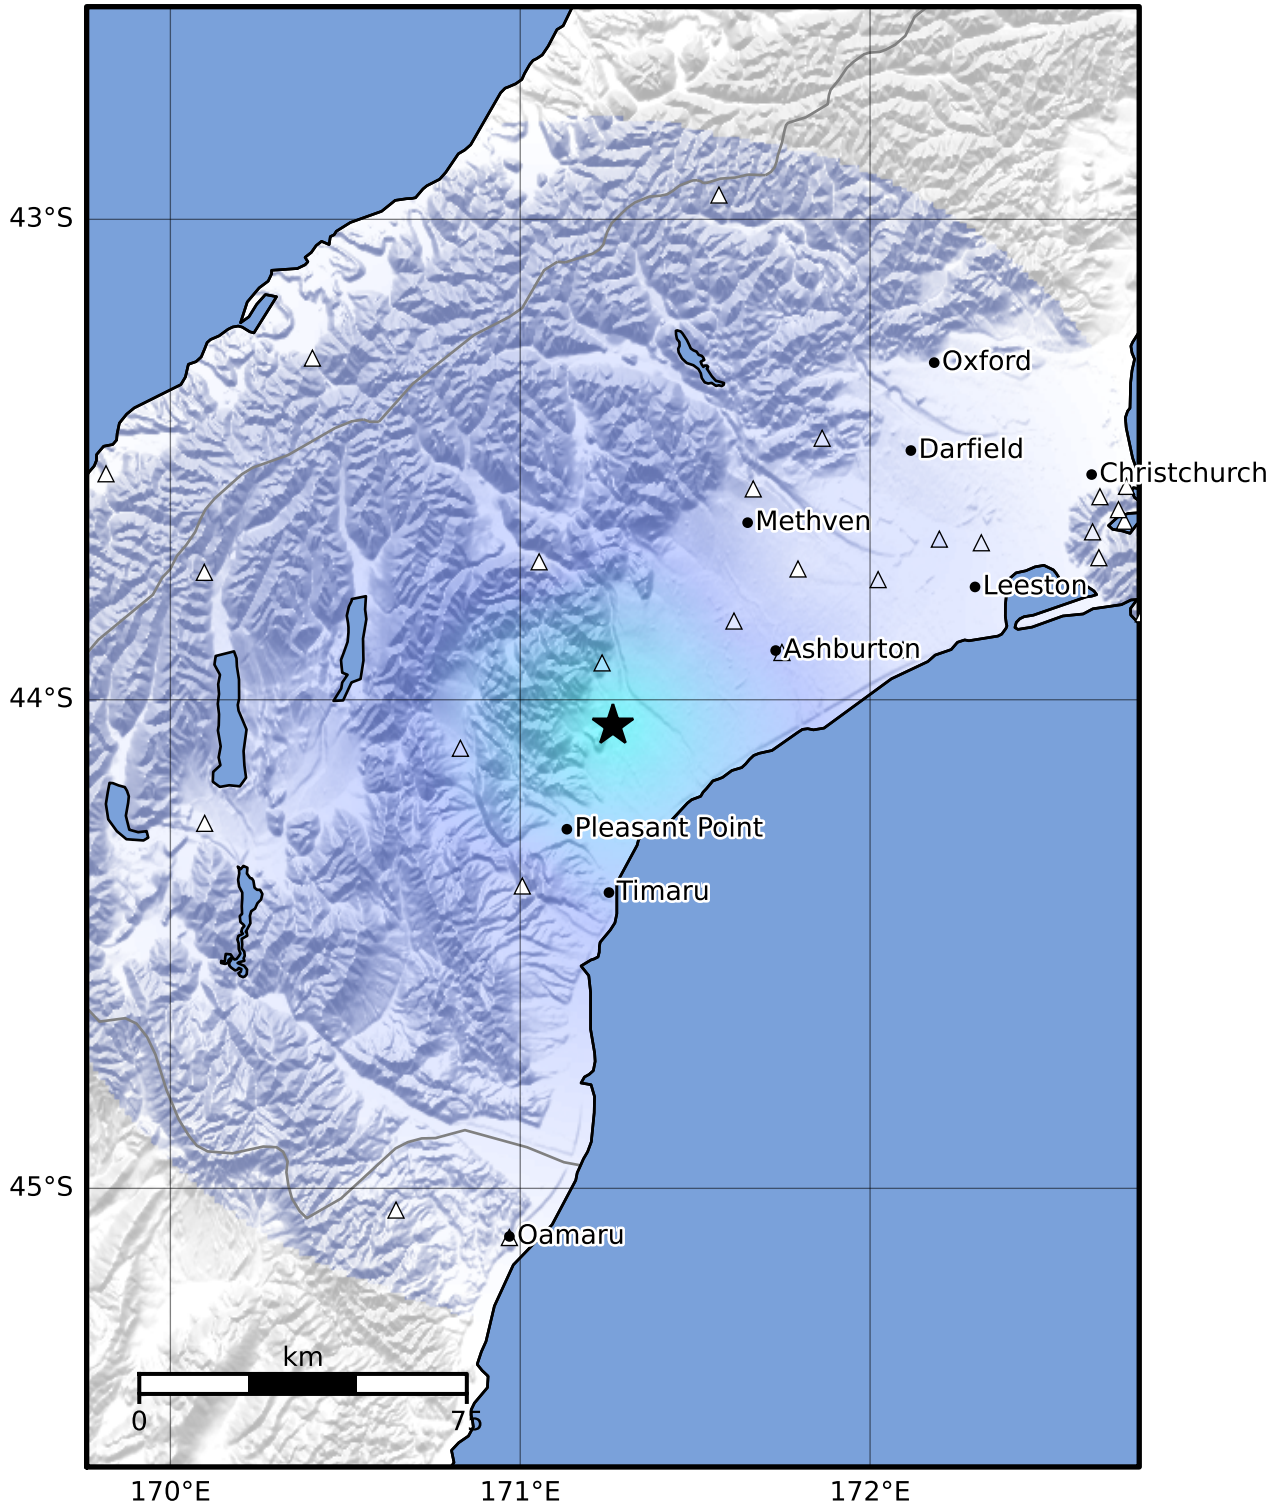 43°S
Oxford
Darfield
Christchurch
Methven
Leeston
Ashburton
44°S
Pleasant Point
Timaru
45°S
Oamaru
km
0 75
170°E 171°E 172°E